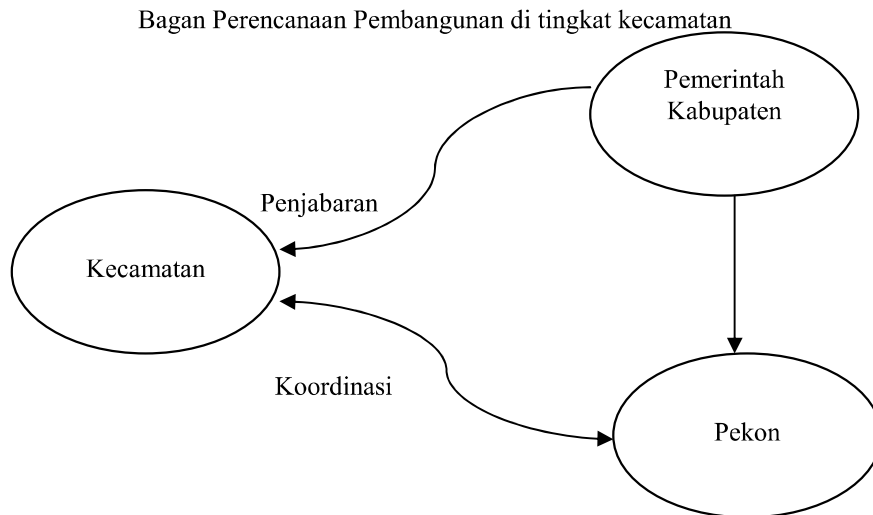 Bagan Perencanaan Pembangunan di tingkat kecamatan
Pemerintah
Kabupaten
Penjabaran
Kecamatan
Koordinasi
Pekon